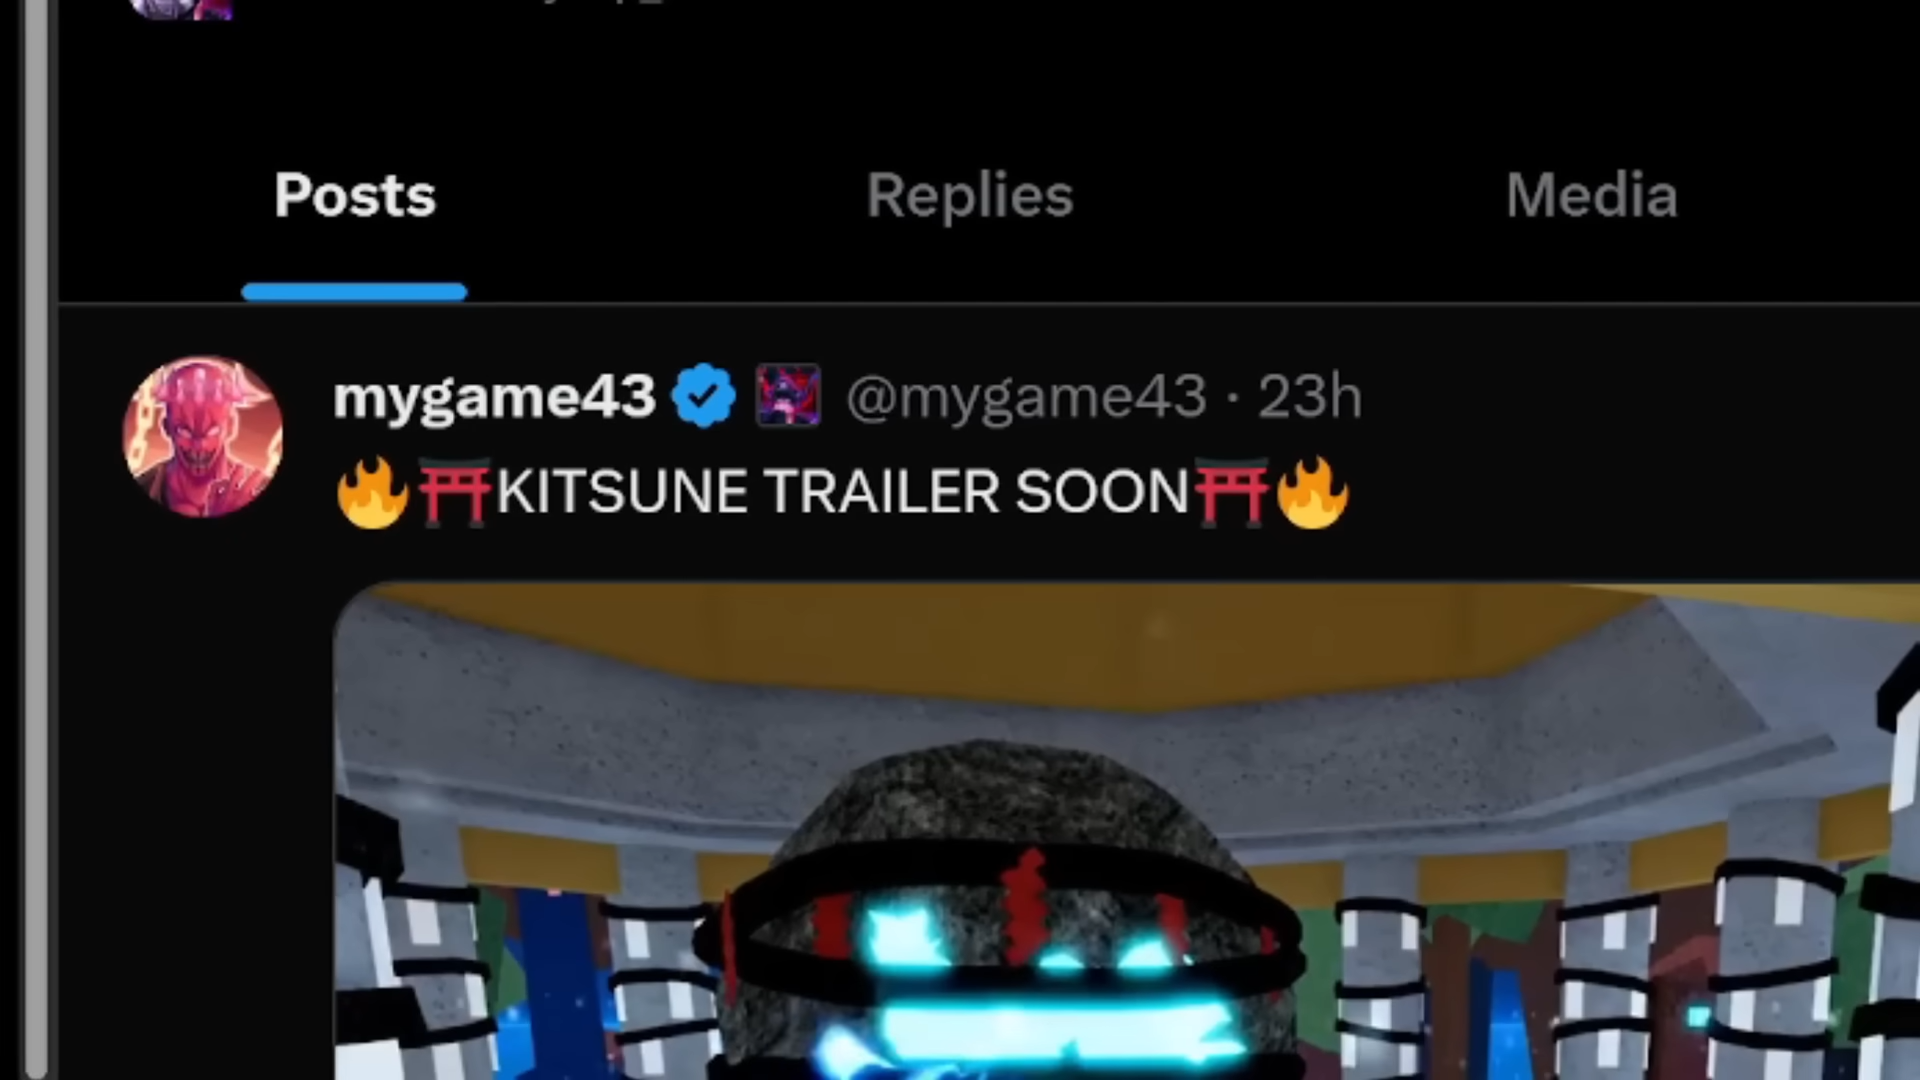 Posts Replies Media
mygame43 @mygame43 · 23h
🔥⛩️KITSUNE TRAILER SOON⛩️🔥